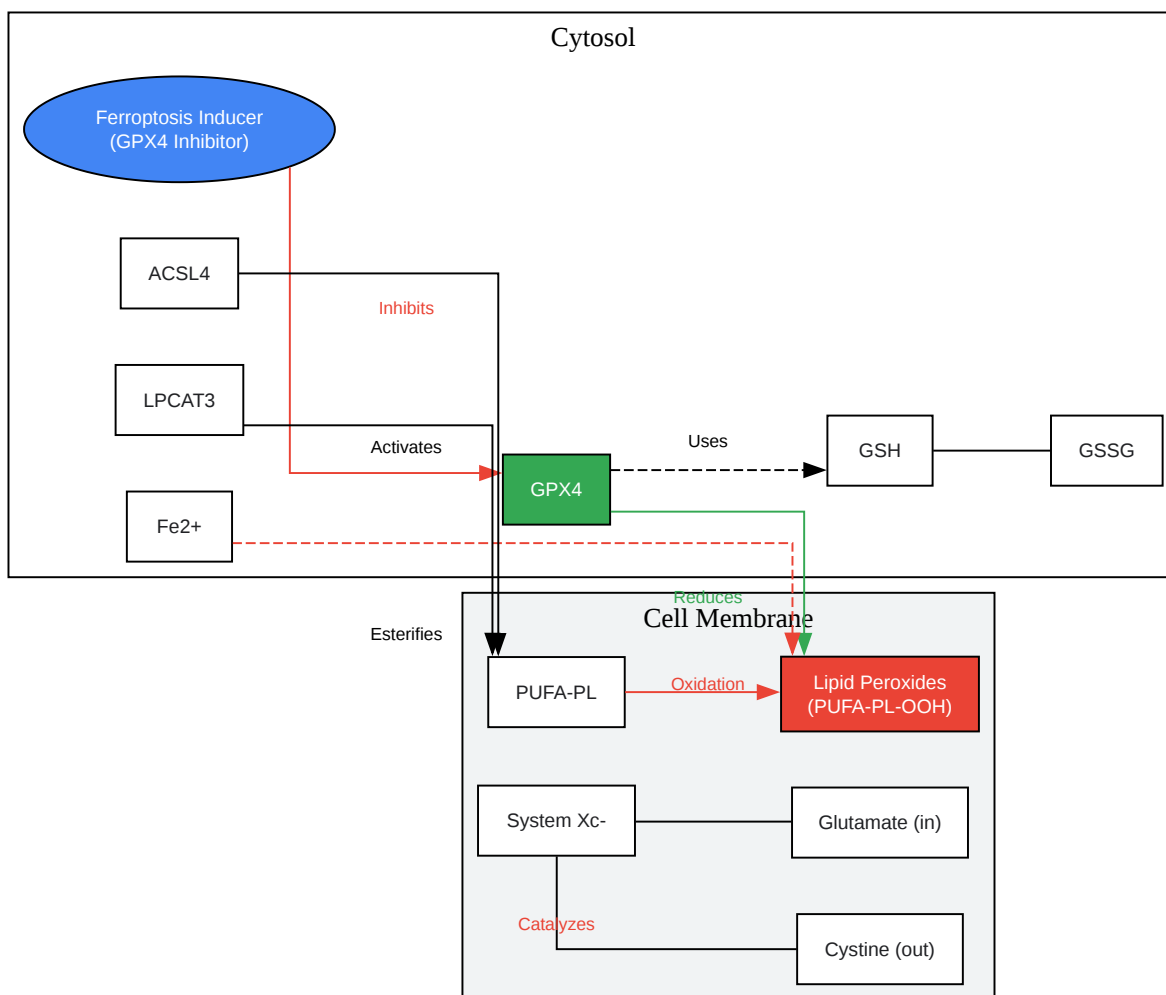 Cytosol
Ferroptosis Inducer
(GPX4 Inhibitor)
ACSL4
Inhibits
LPCAT3
Activates
Uses
GSH
GSSG
GPX4
Fe2+
Reduces
Cell Membrane
Esterifies
PUFA-PL
Oxidation
Lipid Peroxides
(PUFA-PL-OOH)
System Xc-
Glutamate (in)
Catalyzes
Cystine (out)